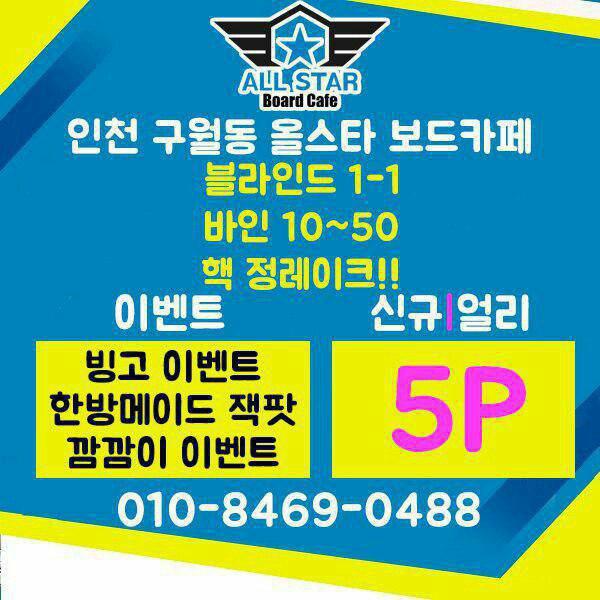 ALL STAR
Board Cafe
인천 구월동 올스타 보드카페
블라인드 1-1
바인 10~50
핵 정레이크!!
이벤트
신규|얼리
빙고 이벤트
한방메이드 잭팟
깜깜이 이벤트
5P
010-8469-0488